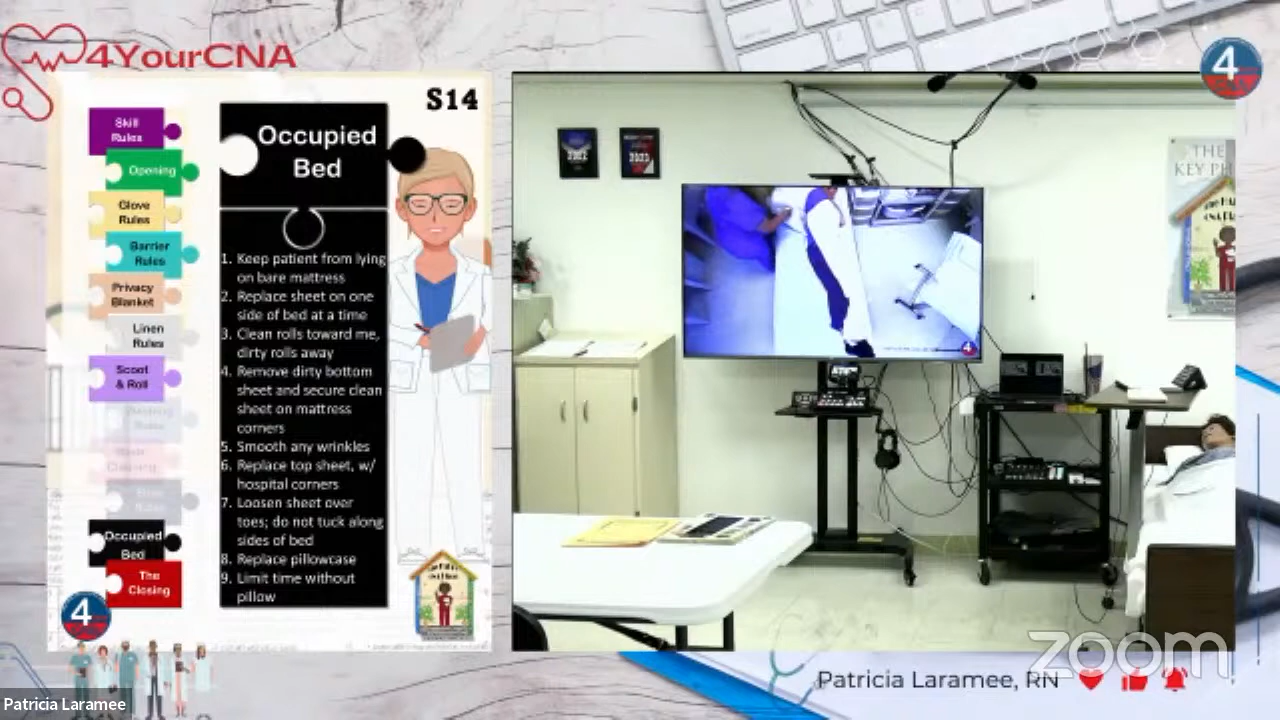 4YourCNA
S14
Skill
Rules
Opening
Glove
Rules
Barrier
Rules
Privacy
Blanket
Linen
Rules
Scoot
& Roll
Occupied
Bed
The
Closing
Occupied
Bed
1. Keep patient from lying
on bare mattress
2. Replace sheet on one
side of bed at a time
3. Clean rolls toward me,
dirty rolls away
4. Remove dirty bottom
sheet and secure clean
sheet on mattress
corners
5. Smooth any wrinkles
6. Replace top sheet, w/
hospital corners
7. Loosen sheet over
toes; do not tuck along
sides of bed
8. Replace pillowcase
9. Limit time without
pillow
4
4
2022
THE
KEY PH
zoom
Patricia Laramee, RN
Patricia Laramee